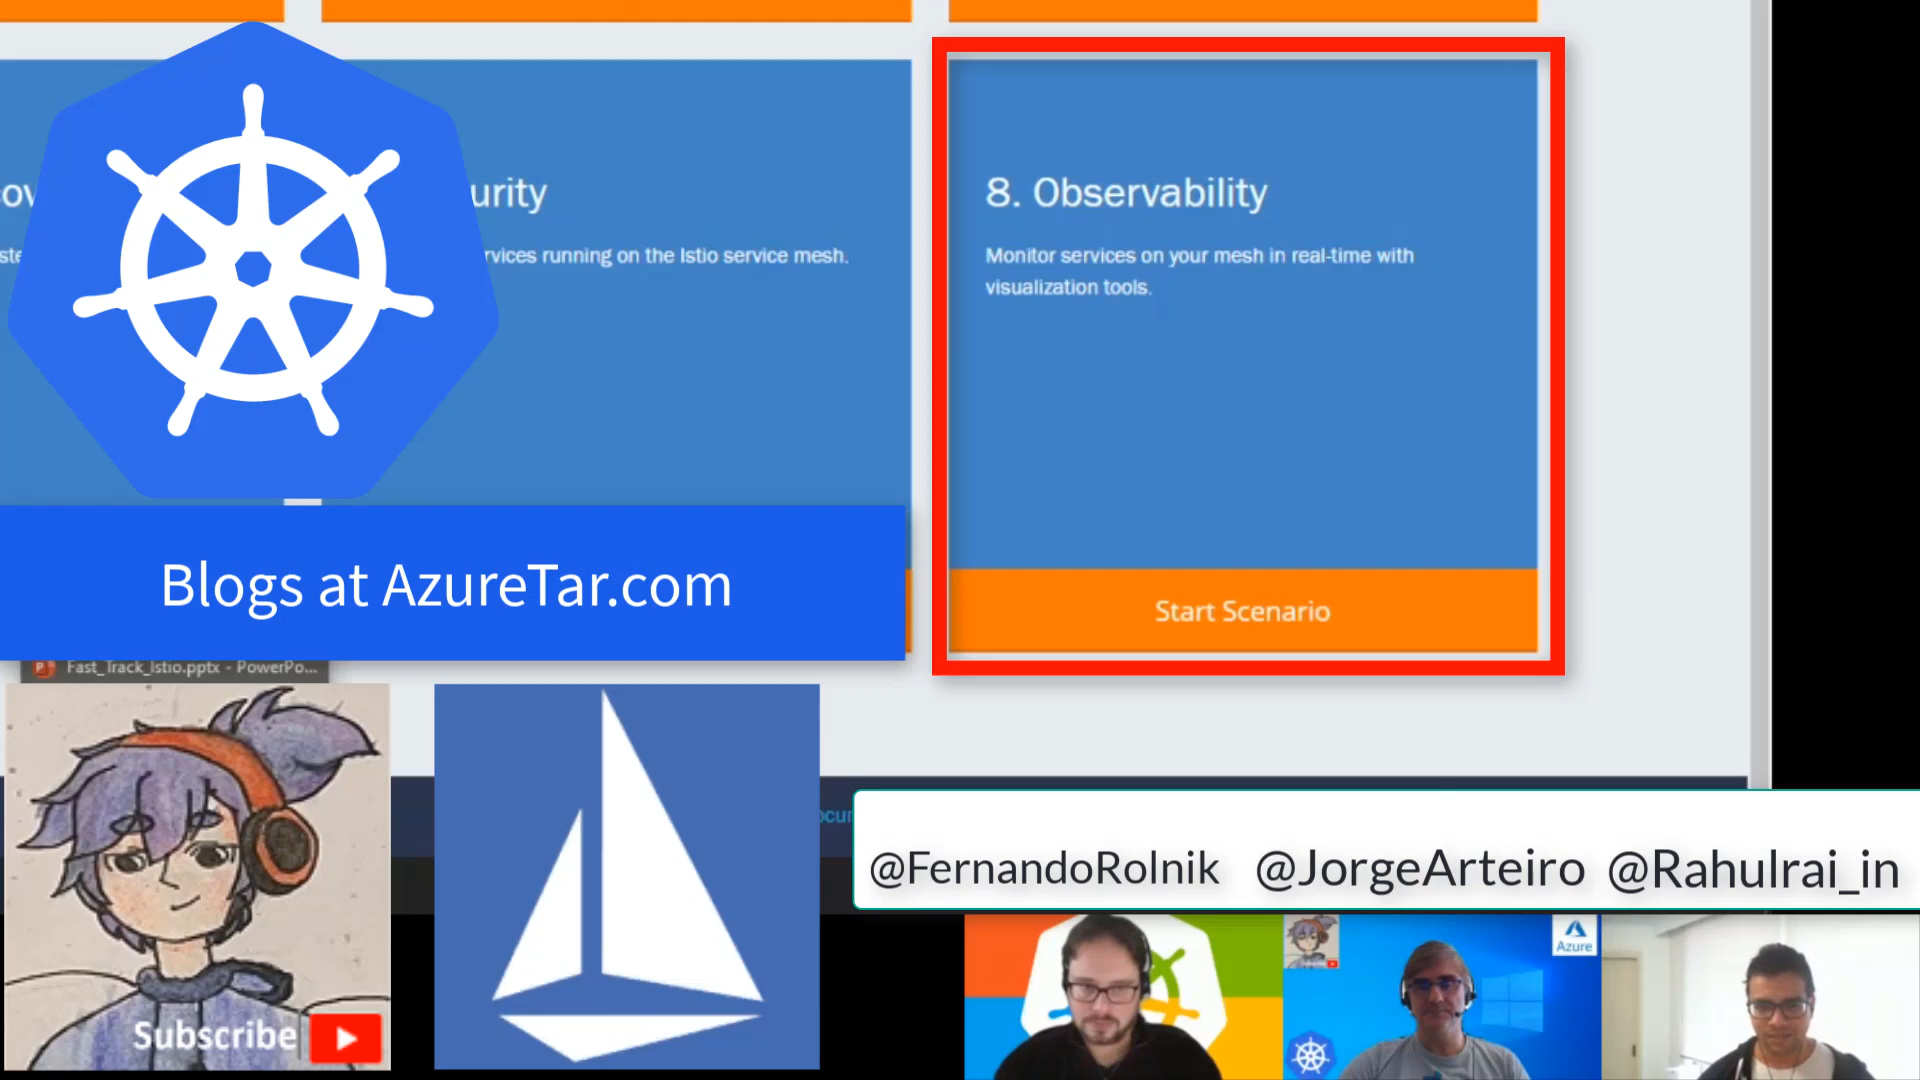 urity
rvices running on the Istio service mesh.
8. Observability
Monitor services on your mesh in real-time with
visualization tools.
Start Scenario
Blogs at AzureTar.com
Fast_Track_Istio.pptx - PowerPo...
Subscribe
@FernandoRolnik @JorgeArteiro @Rahulrai_in
Azure